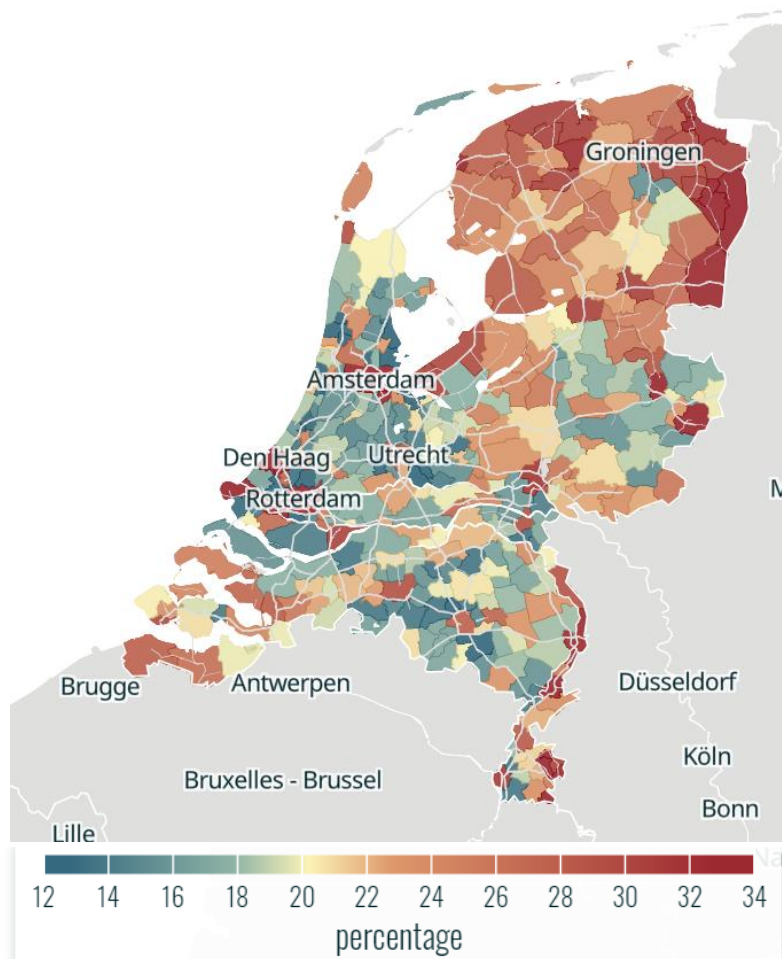 Groningen
Amsterdam
Den Haag
Utrecht
Rotterdam
M
Brugge
Antwerpen
Düsseldorf
Bruxelles - Brussel
Köln
Bonn
Lille
Na
12 14 16 18 20 22 24 26 28 30 32 34
percentage